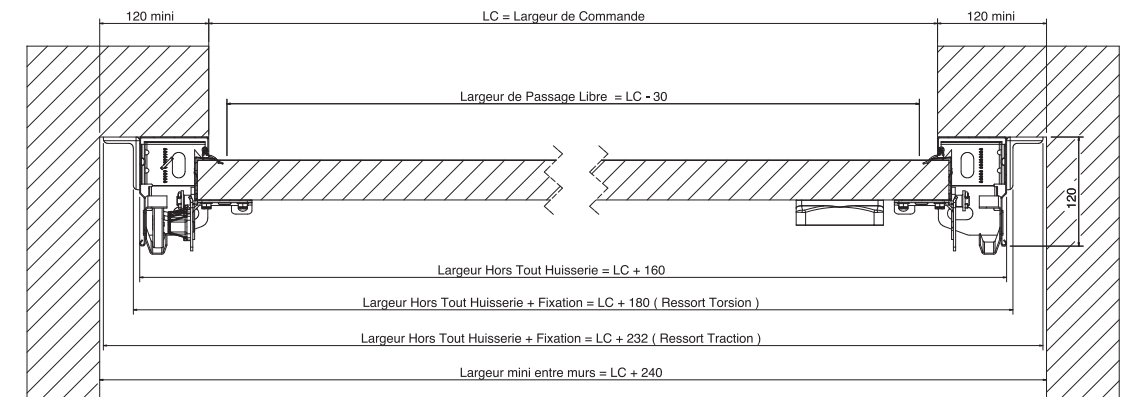 120 mini
LC = Largeur de Commande
120 mini
Largeur de Passage Libre = LC - 30
120
Largeur Hors Tout Huisserie = LC + 160
Largeur Hors Tout Huisserie + Fixation = LC + 180 ( Ressort Torsion )
Largeur Hors Tout Huisserie + Fixation = LC + 232 ( Ressort Traction )
Largeur mini entre murs = LC + 240